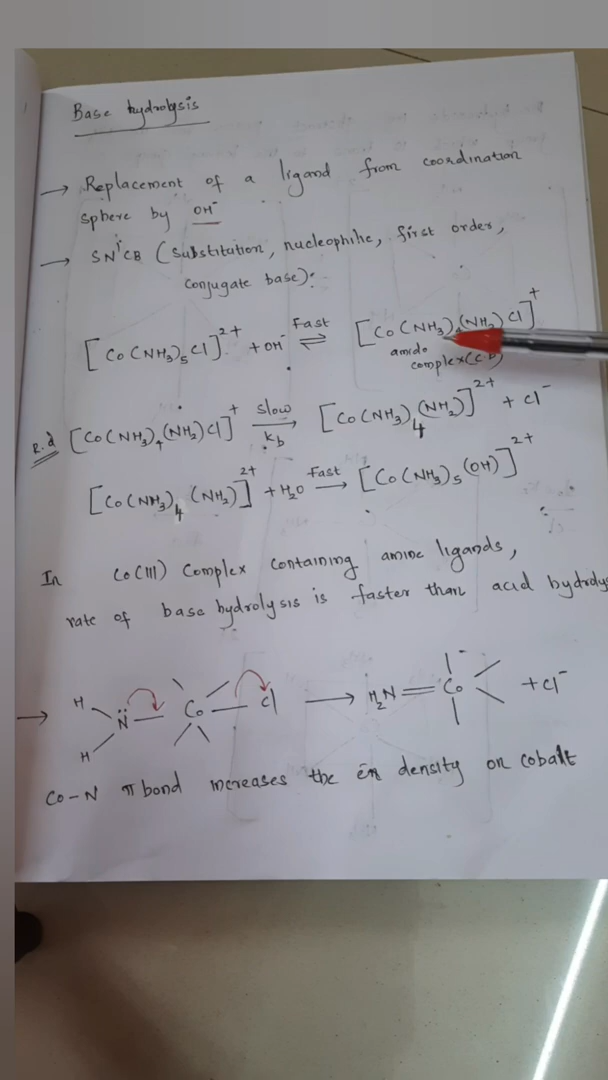 Base hydrolysis
→ Replacement of a ligand from coordination
sphere by OH⁻
→ SN¹CB (Substitution, nucleophihe, first order,
conjugate base):
[Co(NH₃)₅Cl]²⁺ + OH⁻ Fast ⇌ [Co(NH₃)₄(NH₂)Cl]⁺
amido
complex(CB)
R.d [Co(NH₃)₄(NH₂)Cl]⁺ slow → k_b [Co(NH₃)₄(NH₂)]²⁺ + Cl⁻
[Co(NH₃)₄(NH₂)]²⁺ + H₂O Fast → [Co(NH₃)₅(OH)]²⁺
In Co(III) Complex containing amine ligands,
rate of base hydrolysis is faster than acid hydrolys
→ H H N̈ — Co — Cl → H₂N = Co⁻ + Cl⁻
Co-N π bond increases the density on cobalt